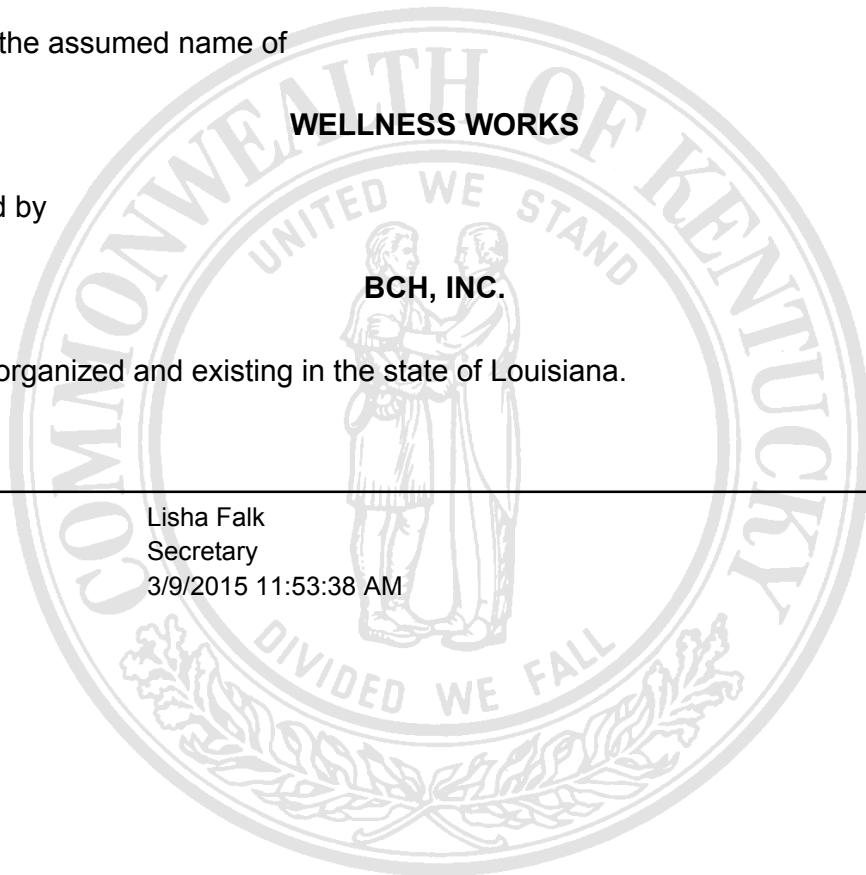 the assumed name of
WELLNESS WORKS
d by
BCH, INC.
organized and existing in the state of Louisiana.
Lisha Falk
Secretary
3/9/2015 11:53:38 AM
COMMONWEALTH OF KENTUCKY
UNITED WE STAND
DIVIDED WE FALL